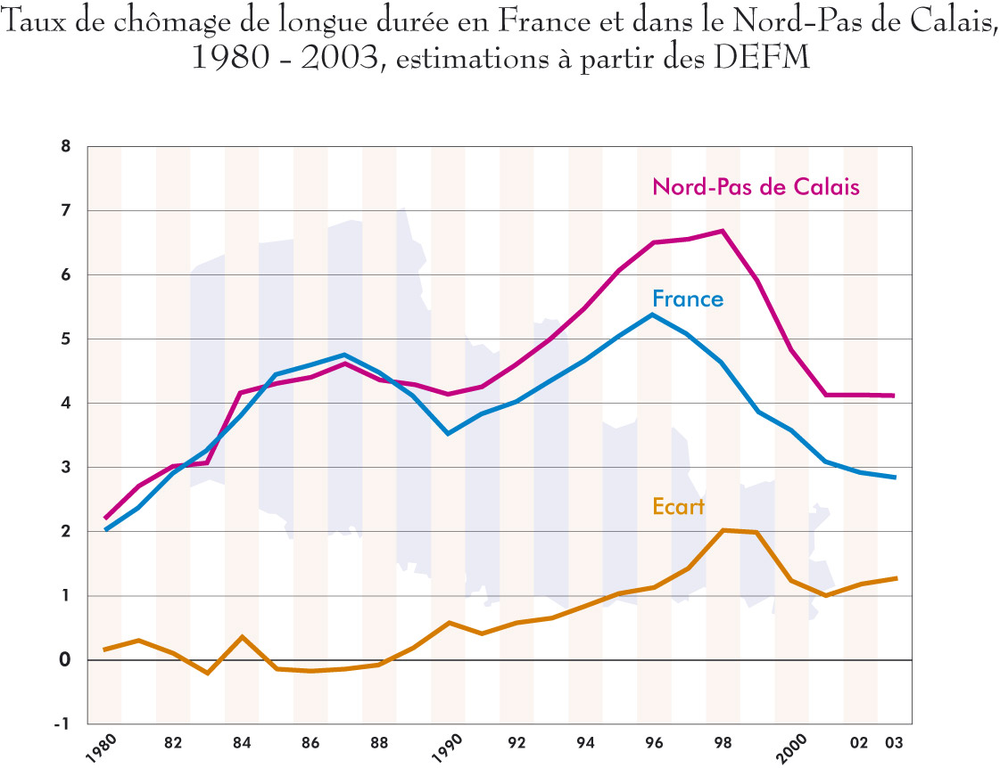 Taux de chômage de longue durée en France et dans le Nord-Pas de Calais,
1980 - 2003, estimations à partir des DEFM
8
Nord-Pas de Calais
7
6
France
5
4
3
Ecart
2
1
0
-1
1980 82 84 86 88 1990 92 94 96 98 2000 02 03